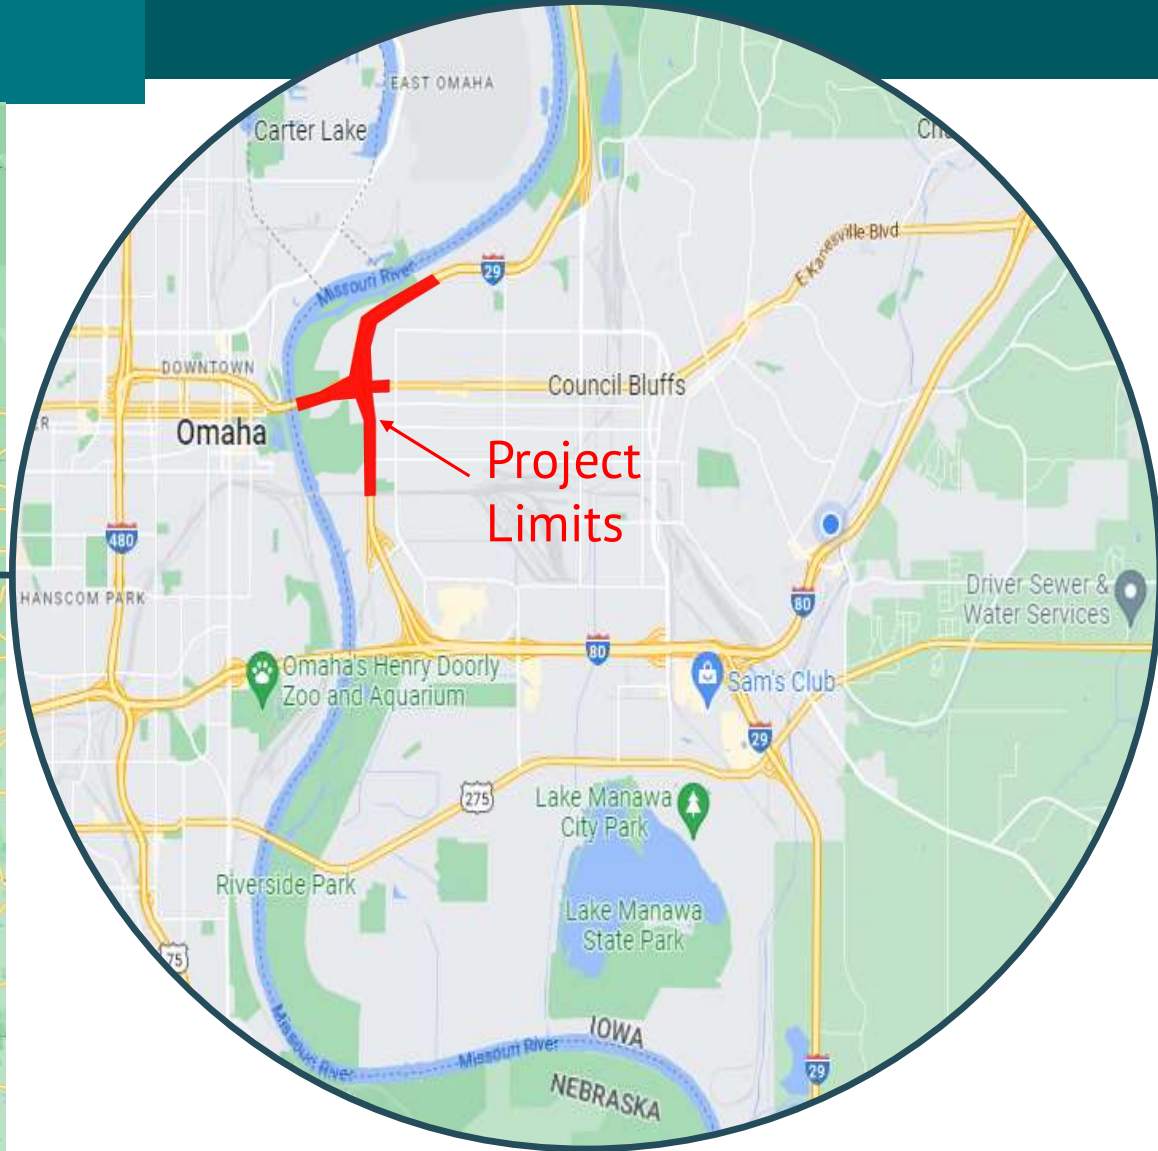 EAST OMAHA
Carter Lake
E Kanesville Blvd
Missouri River
29
DOWNTOWN
Council Bluffs
Omaha
Project
Limits
480
HANSCOM PARK
80
Driver Sewer &
Water Services
80
Omaha's Henry Doorly
Zoo and Aquarium
Sam's Club
29
275
Lake Manawa
City Park
Riverside Park
Lake Manawa
State Park
75
Missouri River
Missouri River
IOWA
NEBRASKA
29